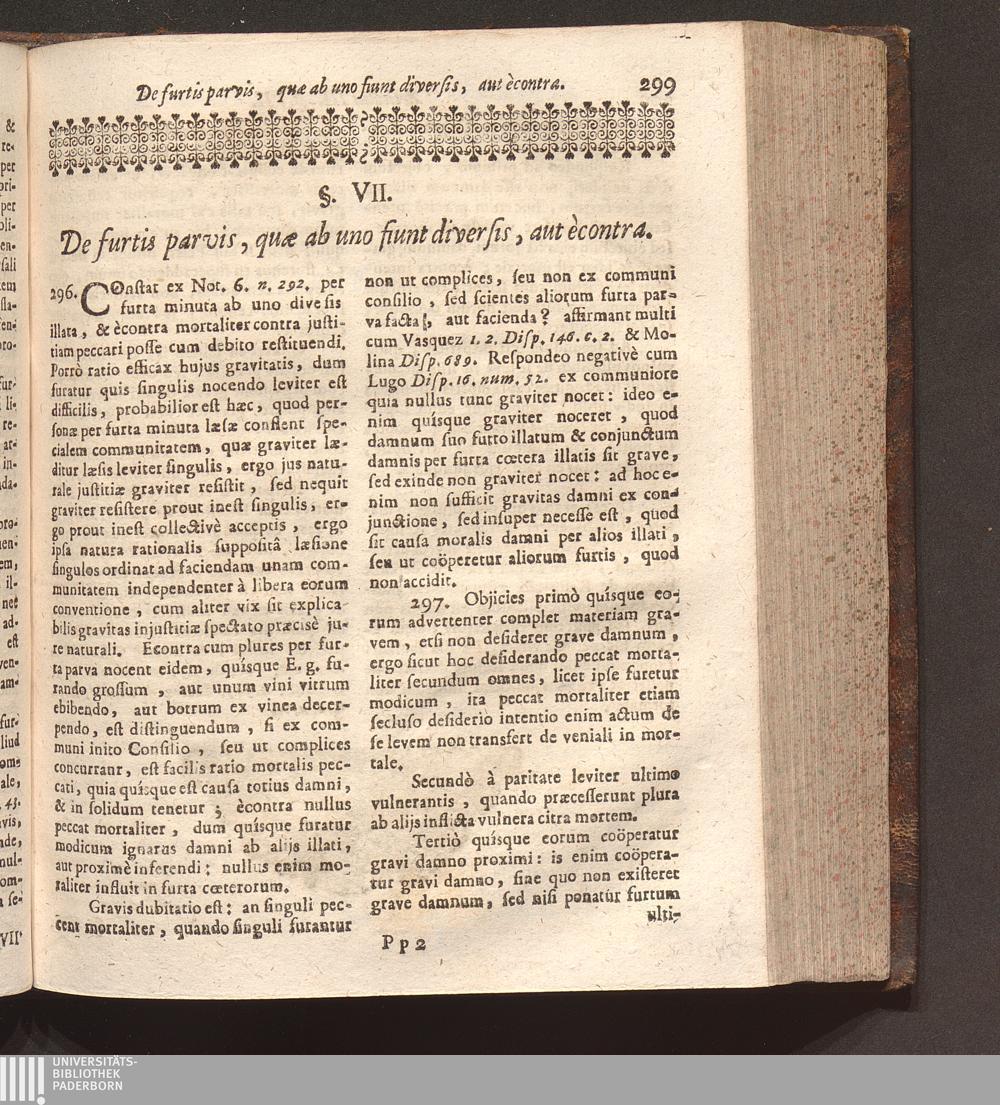 De furtis parvis, quæ ab uno fiunt diversis, aut ècontra. 299
§. VII.
De furtis parvis, quæ ab uno fiunt diversis, aut ècontra.
296. COnstat ex Not. 6. n. 292. per
furta minuta ab uno dive sis
illata, & ècontra mortaliter contra justi-
tiam peccari posse cum debito restituendi.
Porrò ratio efficax hujus gravitatis, dum
furatur quis singulis nocendo leviter est
difficilis, probabilior est hæc, quod per-
sonæ per furta minuta læsæ conflent spe-
cialem communitatem, quæ graviter læ-
ditur læsis leviter singulis, ergo jus natu-
rale justitiæ graviter resistit, sed nequit
graviter resistere prout inest singulis, er-
go prout inest collectivè acceptis, ergo
ipsa natura rationalis suppositâ læsione
singulos ordinat ad faciendam unam com-
munitatem independenter à libera eorum
conventione, cum aliter vix sit explica-
bilis gravitas injustitiæ spectato præcisè ju-
re naturali. Econtra cum plures per fur-
ta parva nocent eidem, quísque E. g. fu-
rando grossum, aut unum vini vitrum
ebibendo, aut botrum ex vinea decer-
pendo, est distinguendum, si ex com-
muni inito Consilio, seu ut complices
concurranr, est facilis ratio mortalis pec-
cati, quia quisque est causa totius damni,
& in solidum tenetur; ècontra nullus
peccat mortaliter, dum quísque furatur
modicum ignarus damni ab alijs illati,
aut proximè inferendi: nullus enim mo-
raliter influit in furta cœterorum.
Gravis dubitatio est: an singuli pec-
cent mortaliter, quando singuli furantur
non ut complices, seu non ex communi
consilio, sed scientes aliorum furta par-
va facta, aut facienda? affirmant multi
cum Vasquez 1. 2. Disp. 146. c. 2. & Mo-
lina Disp. 689. Respondeo negativè cum
Lugo Disp. 16. num. 52. ex communiore
quia nullus tunc graviter nocet: ideo e-
nim quísque graviter noceret, quod
damnum suo furto illatum & conjunctum
damnis per furta cœtera illatis sit grave,
sed exinde non graviter nocet: ad hoc e-
nim non sufficit gravitas damni ex con-
junctione, sed insuper necesse est, quod
sit causa moralis damni per alios illati,
seu ut coöperetur aliorum furtis, quod
non accidit.
297. Objicies primò quísque eo-
rum advertenter complet materiam gra-
vem, etsi non desideret grave damnum,
ergo sicut hoc desiderando peccat morta-
liter secundum omnes, licet ipse furetur
modicum, ita peccat mortaliter etiam
secluso desiderio intentio enim actum de
se levem non transfert de veniali in mor-
tale.
Secundò à paritate leviter ultimo
vulnerantis, quando præcesserunt plura
ab alijs inflicta vulnera citra mortem.
Tertiò quísque eorum coöperatur
gravi damno proximi: is enim coöpera-
tur gravi damno, sine quo non existeret
grave damnum, sed nisi ponatur furtum
ulti-
Pp2
UNIVERSITÄTS-
BIBLIOTHEK
PADERBORN